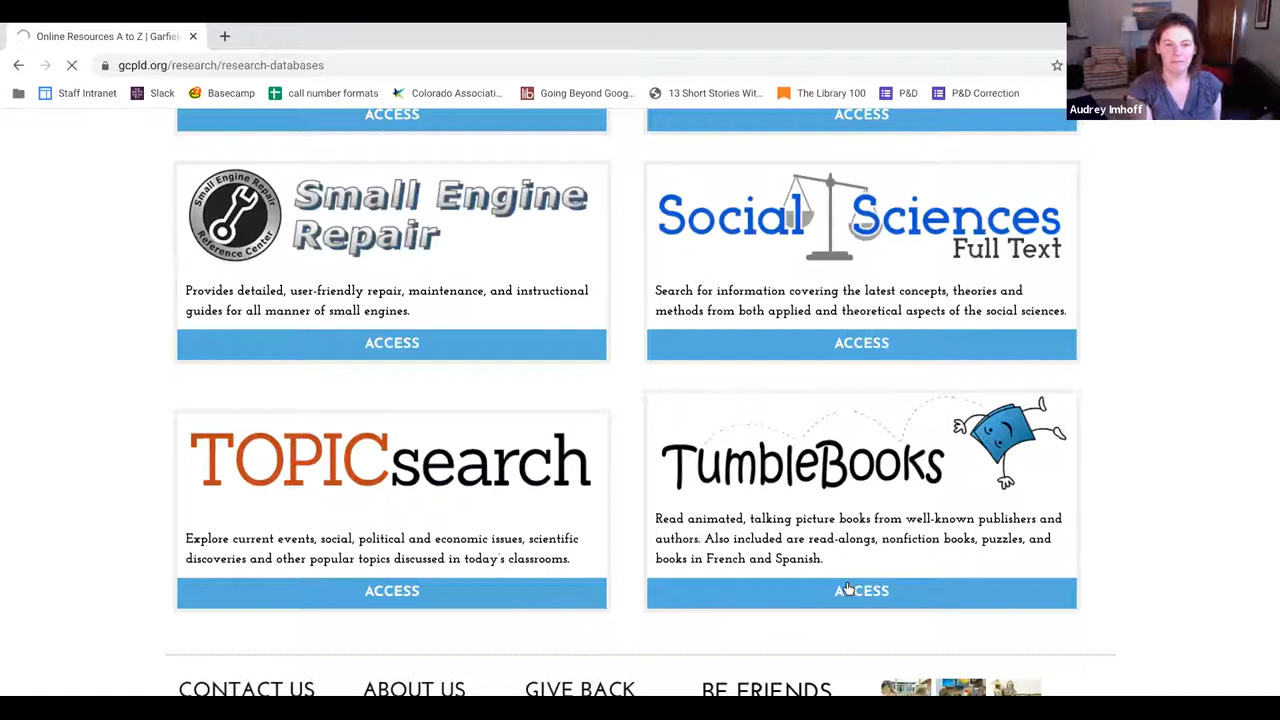 Online Resources A to Z | Garfie
gcpld.org/research/research-databases
Staff Intranet
Slack
Basecamp
call number formats
Colorado Associati...
Going Beyond Goog...
13 Short Stories Wit...
The Library 100
P&D
P&D Correction
Audrey Imhoff
ACCESS
ACCESS
Small Engine Repair
Reference Center
Small Engine
Repair
Provides detailed, user-friendly repair, maintenance, and instructional
guides for all manner of small engines.
ACCESS
Social Sciences
Full Text
Search for information covering the latest concepts, theories and
methods from both applied and theoretical aspects of the social sciences.
ACCESS
TOPICsearch
Explore current events, social, political and economic issues, scientific
discoveries and other popular topics discussed in today's classrooms.
ACCESS
TumbleBooks
Read animated, talking picture books from well-known publishers and
authors. Also included are read-alongs, nonfiction books, puzzles, and
books in French and Spanish.
ACCESS
CONTACT US
ABOUT US
GIVE BACK
BE FRIENDS